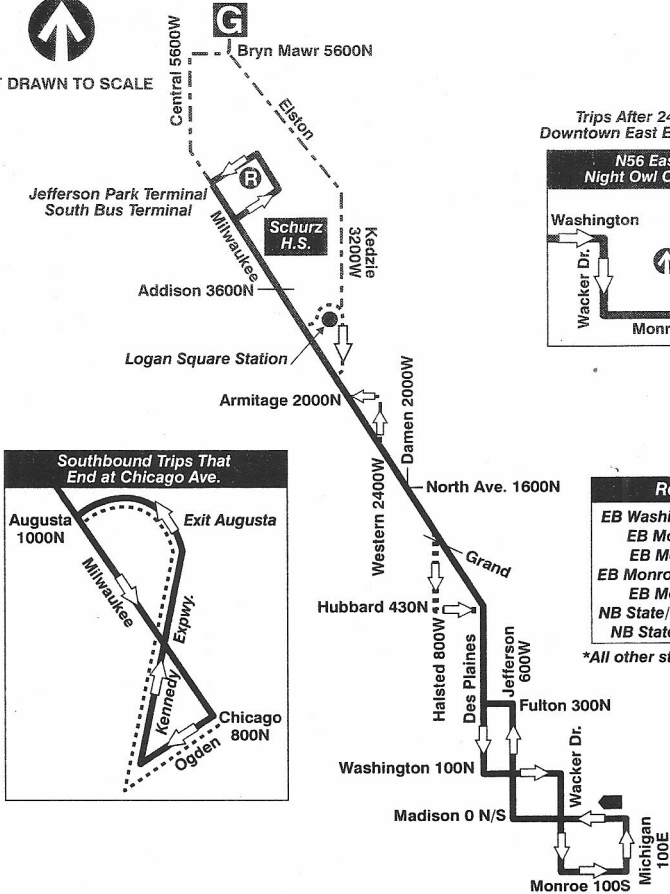 G
Bryn Mawr 5600N
Central 5600W
T DRAWN TO SCALE
Elston
Trips After 24
Downtown East E
N56 Eas
Night Owl O
Washington
Wacker Dr.
Monr
R
Jefferson Park Terminal
South Bus Terminal
Milwaukee
Schurz
H.S.
Kedzie
3200W
Addison 3600N
Logan Square Station
Armitage 2000N
Damen 2000W
Western 2400W
North Ave. 1600N
Grand
Southbound Trips That
End at Chicago Ave.
Augusta
1000N
Exit Augusta
Milwaukee
Expwy.
Kennedy
Chicago
800N
Ogden
Ro
EB Washi
EB Mo
EB Mo
EB Monro
EB Mo
NB State/
NB State
*All other st
Hubbard 430N
Halsted 800W
Des Plaines
Jefferson
600W
Fulton 300N
Washington 100N
Wacker Dr.
Madison 0 N/S
Michigan
100E
Monroe 100S